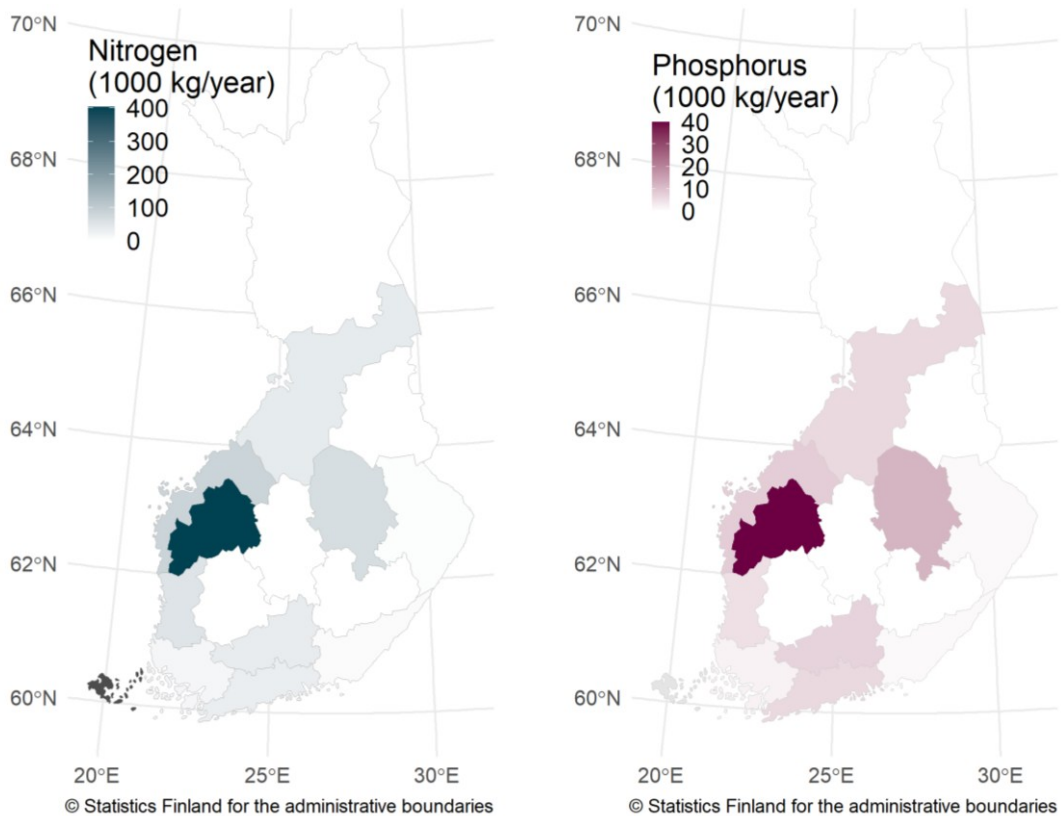 70°N
68°N
66°N
64°N
62°N
60°N
Nitrogen
(1000 kg/year)
400
300
200
100
0
20°E
25°E
30°E
© Statistics Finland for the administrative boundaries
70°N
68°N
66°N
64°N
62°N
60°N
Phosphorus
(1000 kg/year)
40
30
20
10
0
20°E
25°E
30°E
© Statistics Finland for the administrative boundaries